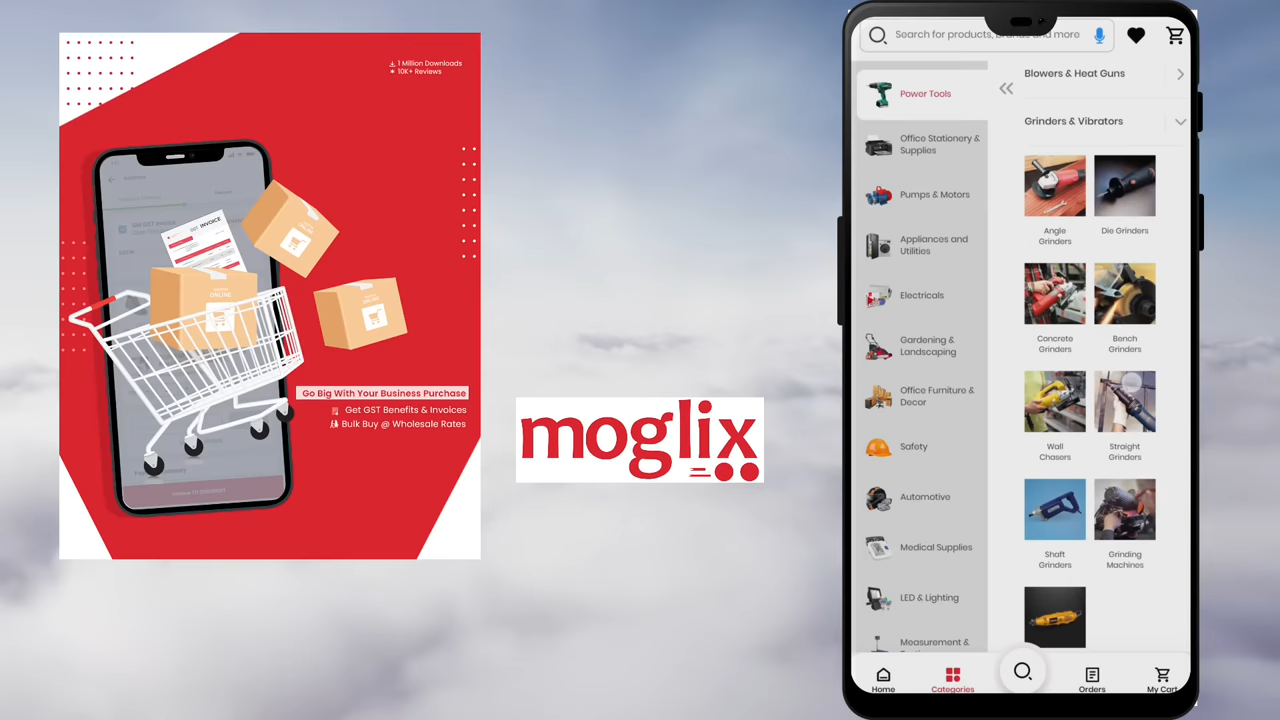 1 Million Downloads
10K+ Reviews
INVOICE
ONLINE
Go Big With Your Business Purchase
Get GST Benefits & Invoices
Bulk Buy @ Wholesale Rates
moglix
Search for products, brands and more
Power Tools
Office Stationery &
Supplies
Pumps & Motors
Appliances and
Utilities
Electricals
Gardening &
Landscaping
Office Furniture &
Decor
Safety
Automotive
Medical Supplies
LED & Lighting
Measurement &
Blowers & Heat Guns
Grinders & Vibrators
Angle
Grinders
Die Grinders
Concrete
Grinders
Bench
Grinders
Wall
Chasers
Straight
Grinders
Shaft
Grinders
Grinding
Machines
Home
Categories
Orders
My Cart